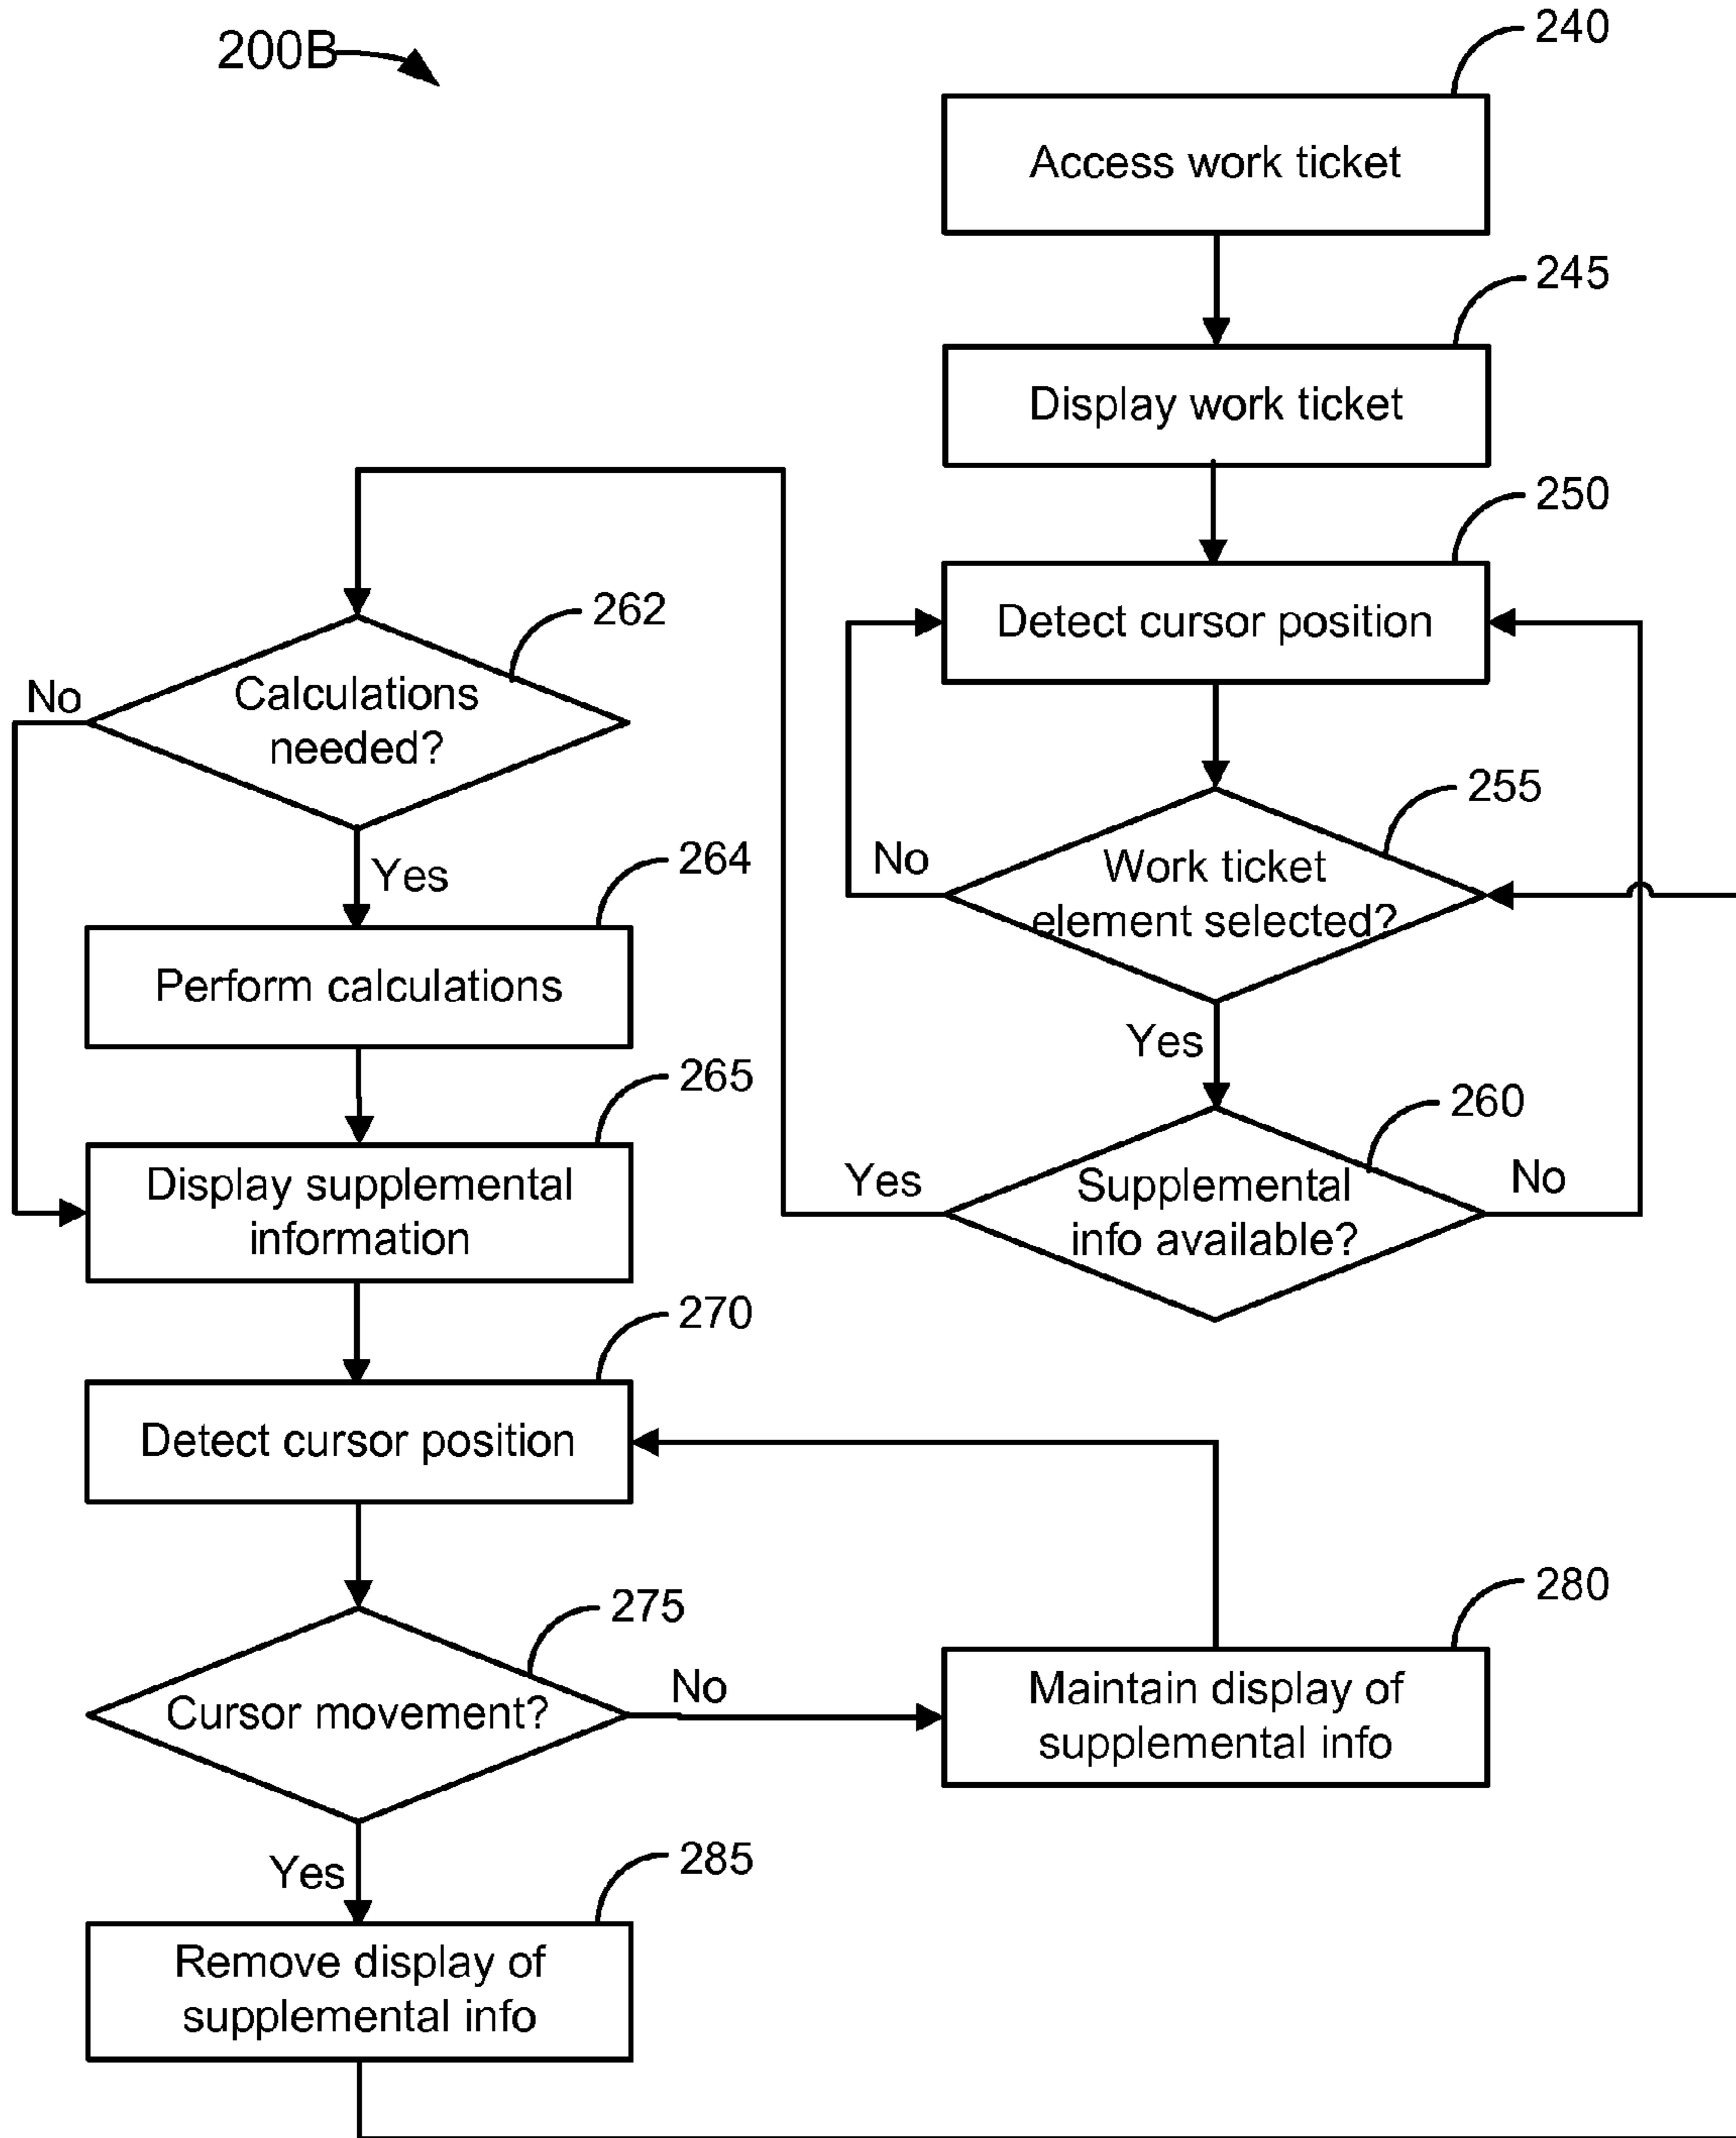 200B
240
Access work ticket
245
Display work ticket
250
Detect cursor position
255
Work ticket
element selected?
No
Yes
260
Supplemental
info available?
Yes
No
262
Calculations
needed?
No
Yes
264
Perform calculations
265
Display supplemental
information
270
Detect cursor position
275
Cursor movement?
No
280
Maintain display of
supplemental info
Yes
285
Remove display of
supplemental info